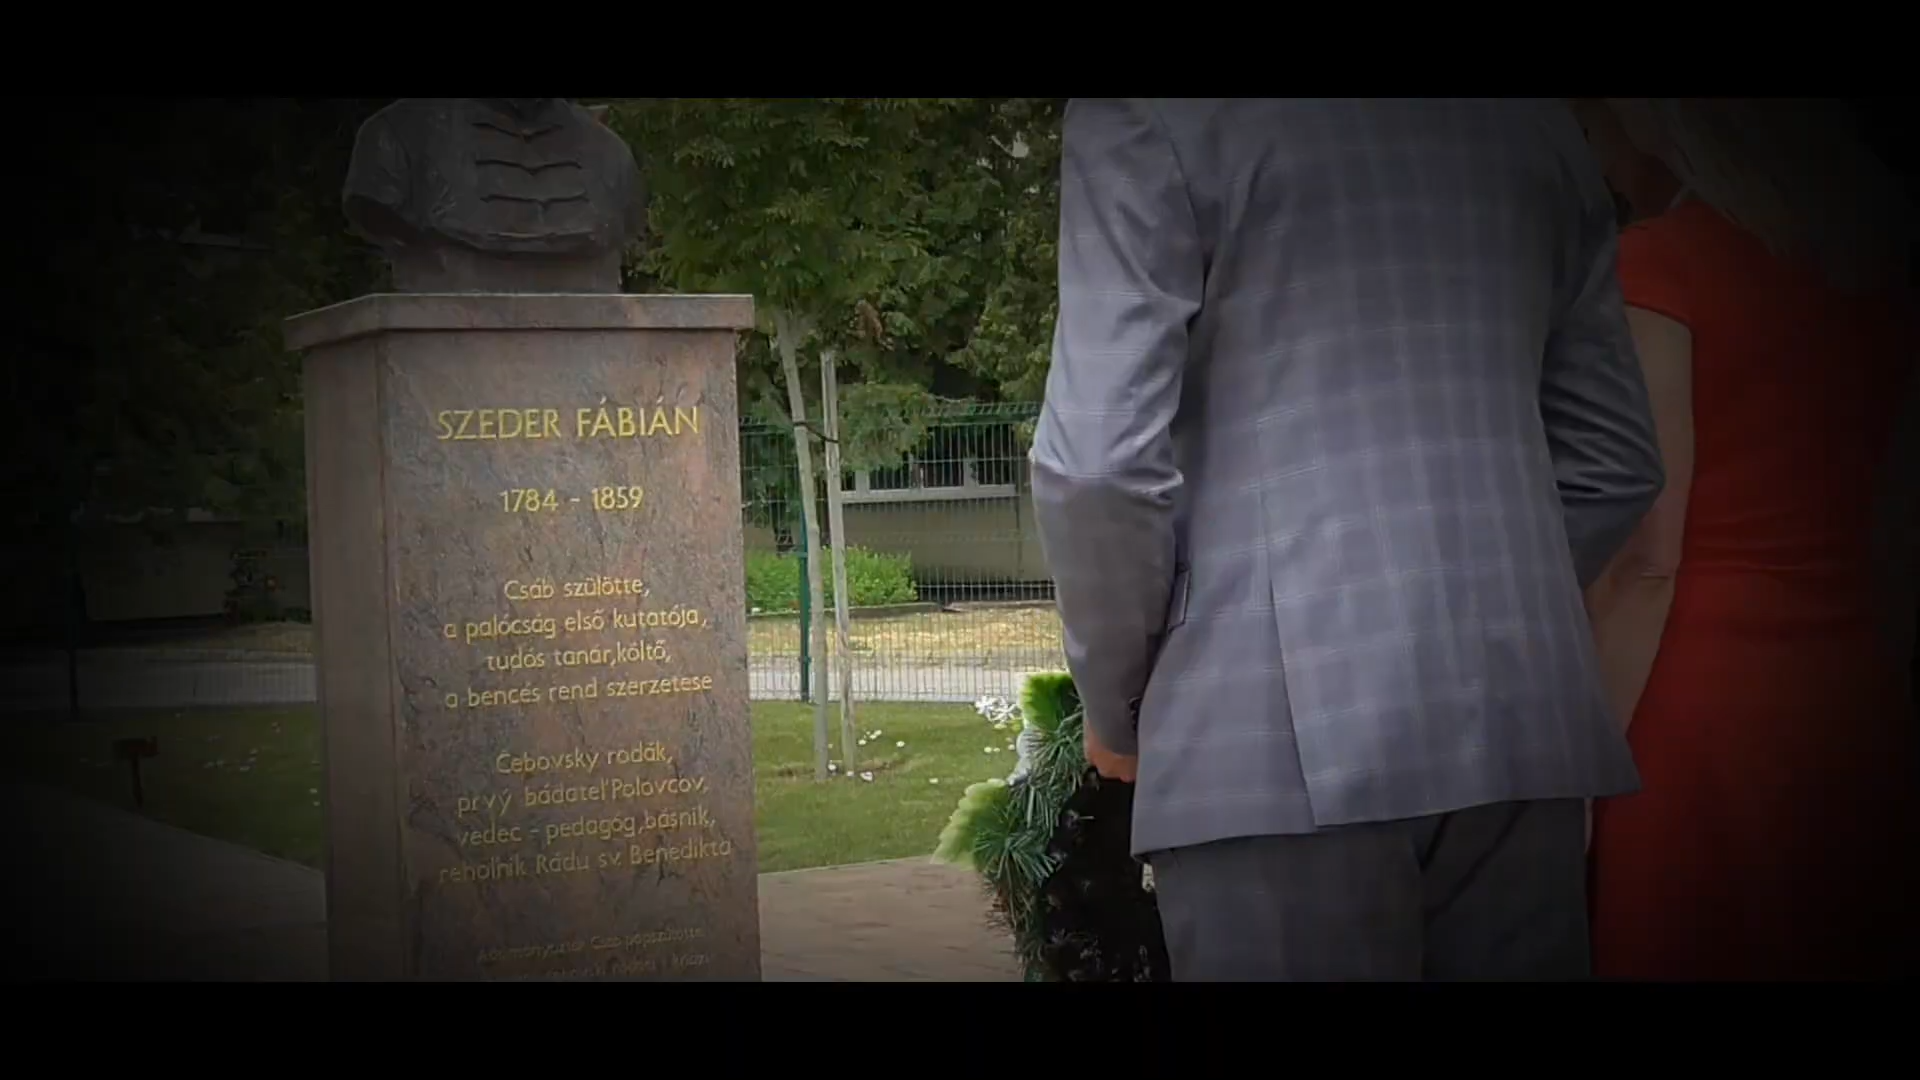 SZEDER FÁBIÁN
1784 - 1859
Csáb szülötte,
a palócság első kutatója,
tudós tanár,költő,
a bencés rend szerzetese
Čebovský rodák,
prvý bádateľ Polovcov,
vedec - pedagóg,básnik,
reholník Rádu sv. Benedikta